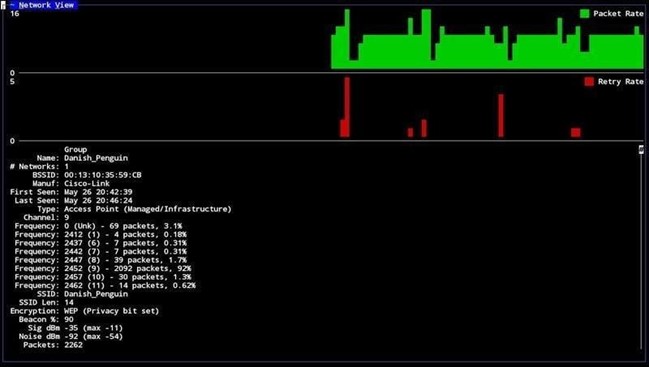 ~ Network View
16
Packet Rate
0
5
Retry Rate
0
Group
#
Name: Danish_Penguin
# Networks: 1
BSSID: 00:13:10:35:59:CB
Manuf: Cisco-Link
First Seen: May 26 20:42:39
Last Seen: May 26 20:46:24
Type: Access Point (Managed/Infrastructure)
Channel: 9
Frequency: 0 (Unk) - 69 packets, 3.1%
Frequency: 2412 (1) - 4 packets, 0.18%
Frequency: 2437 (6) - 7 packets, 0.31%
Frequency: 2442 (7) - 7 packets, 0.31%
Frequency: 2447 (8) - 39 packets, 1.7%
Frequency: 2452 (9) - 2092 packets, 92%
Frequency: 2457 (10) - 30 packets, 1.3%
Frequency: 2462 (11) - 14 packets, 0.62%
SSID: Danish_Penguin
SSID Len: 14
Encryption: WEP (Privacy bit set)
Beacon %: 90
Sig dBm -35 (max -11)
Noise dBm -92 (max -54)
Packets: 2262